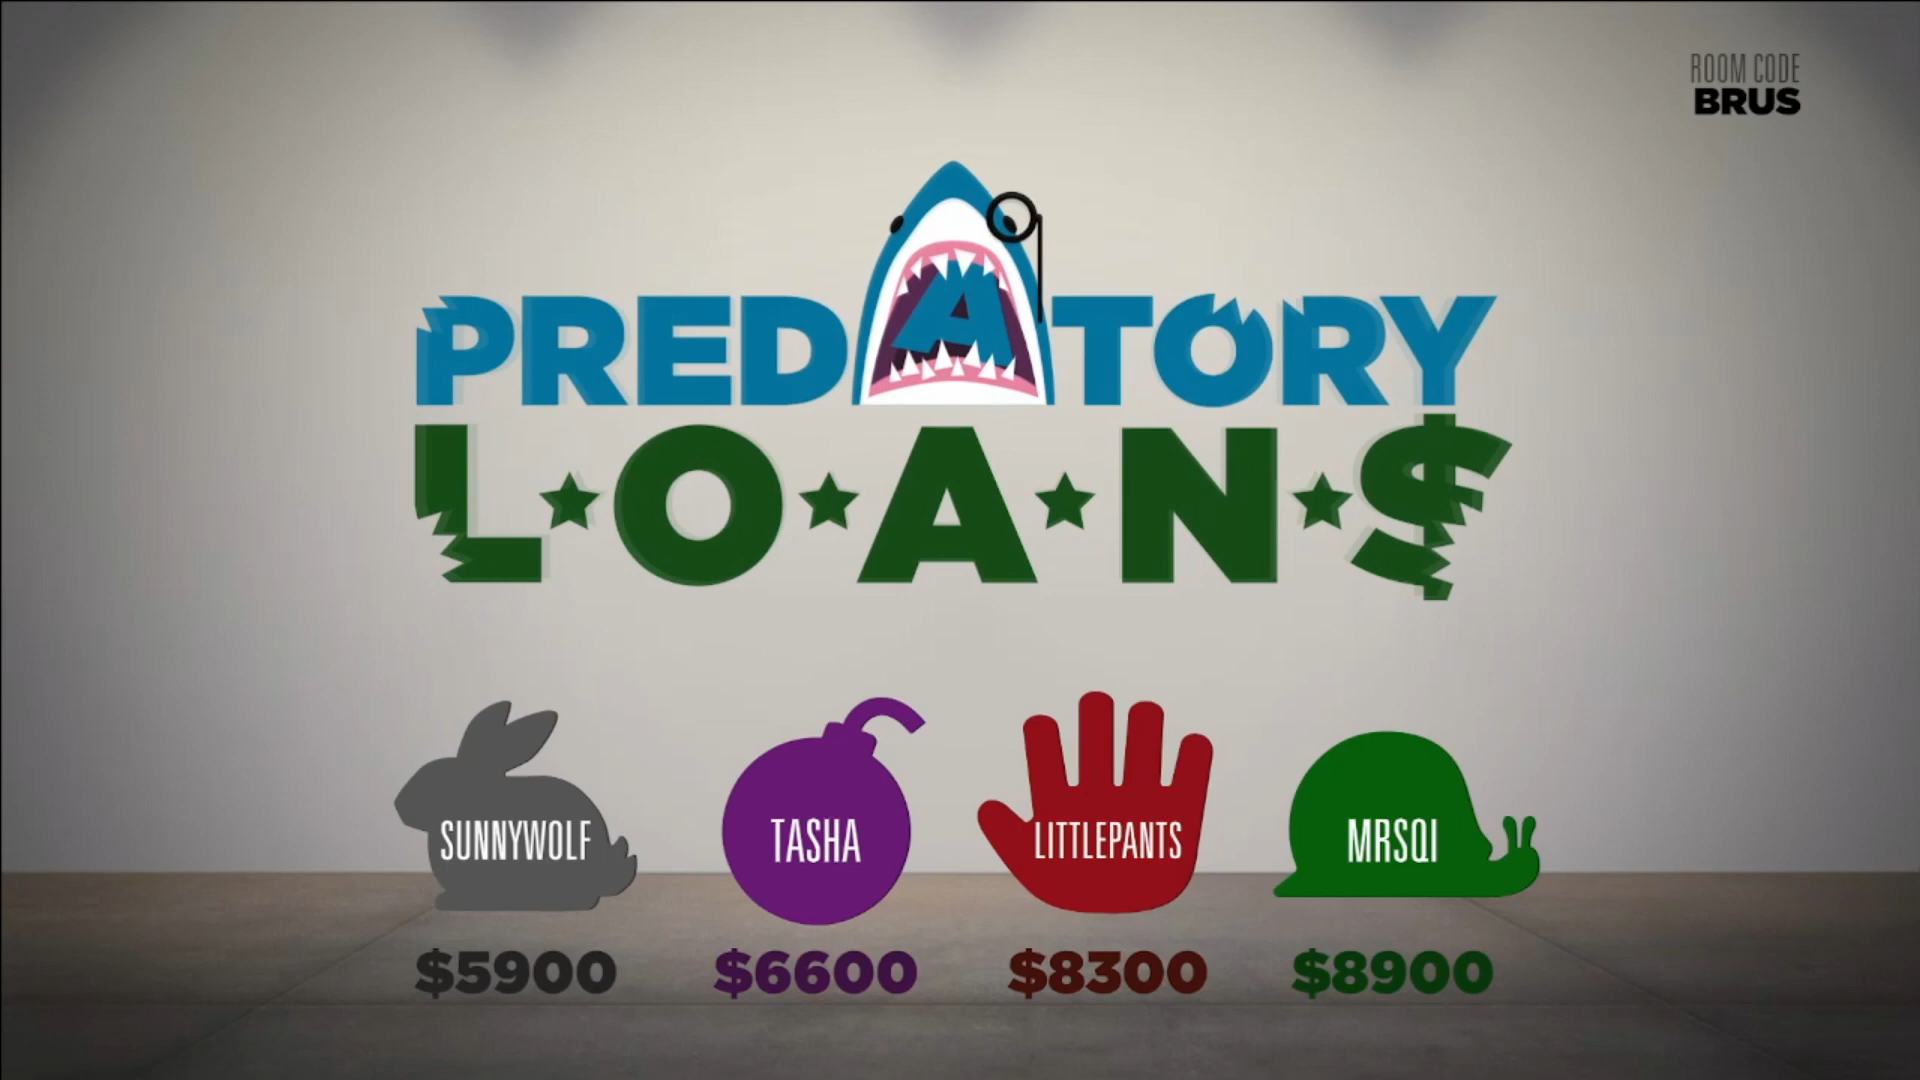 ROOM CODE
BRUS
PREDATORY
L★O★A★N★$
SUNNYWOLF
TASHA
LITTLEPANTS
MRSQI
$5900
$6600
$8300
$8900